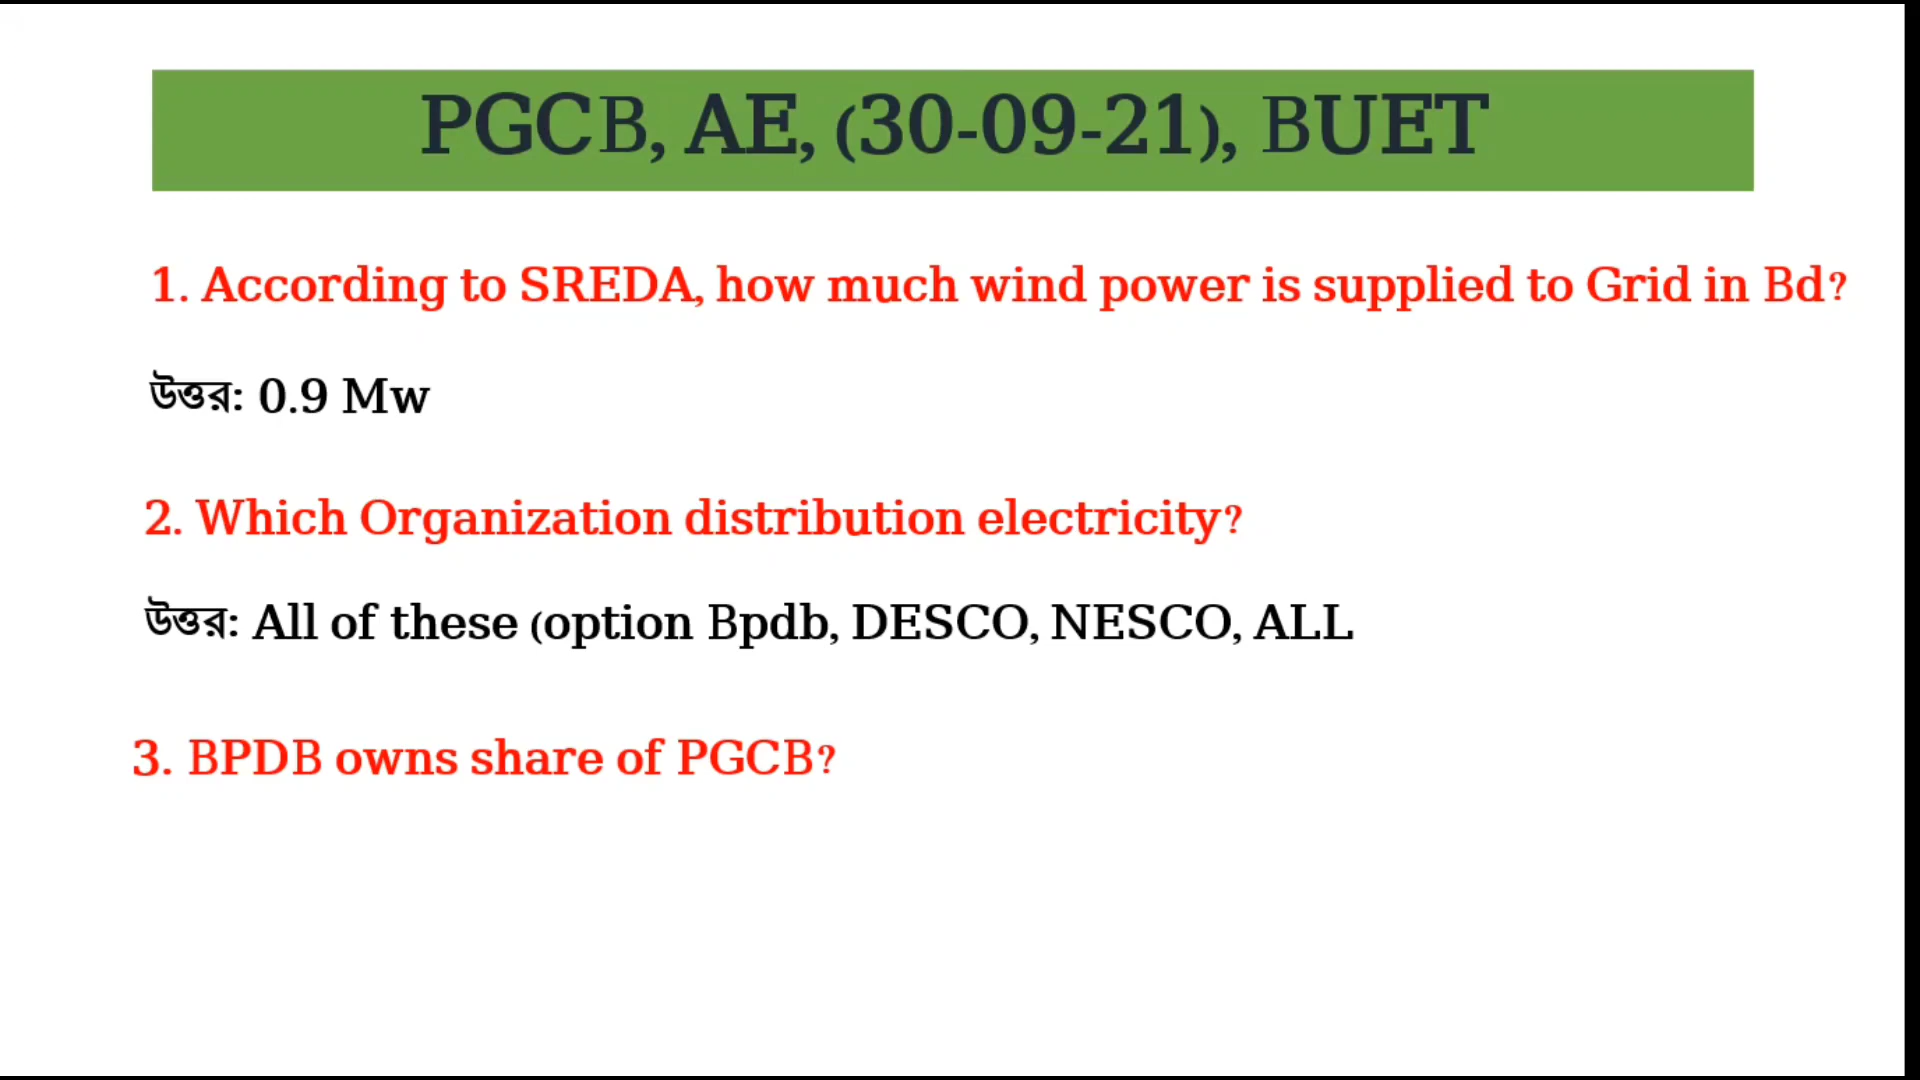 PGCB, AE, (30-09-21), BUET
1. According to SREDA, how much wind power is supplied to Grid in Bd?
উত্তর: 0.9 Mw
2. Which Organization distribution electricity?
উত্তর: All of these (option Bpdb, DESCO, NESCO, ALL
3. BPDB owns share of PGCB?